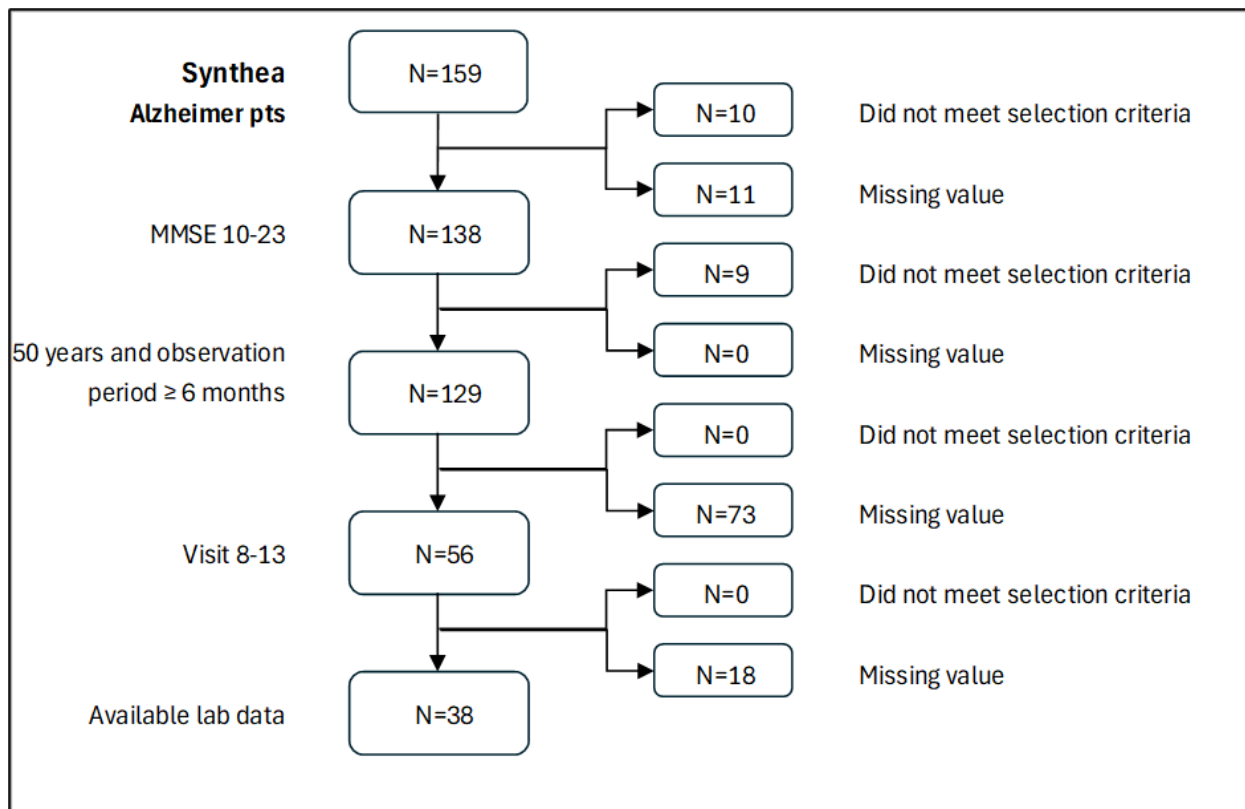 Synthea
Alzheimer pts
N=159
N=10
Did not meet selection criteria
N=11
Missing value
MMSE 10-23
N=138
N=9
Did not meet selection criteria
N=0
Missing value
50 years and observation
period ≥ 6 months
N=129
N=0
Did not meet selection criteria
N=73
Missing value
Visit 8-13
N=56
N=0
Did not meet selection criteria
N=18
Missing value
Available lab data
N=38